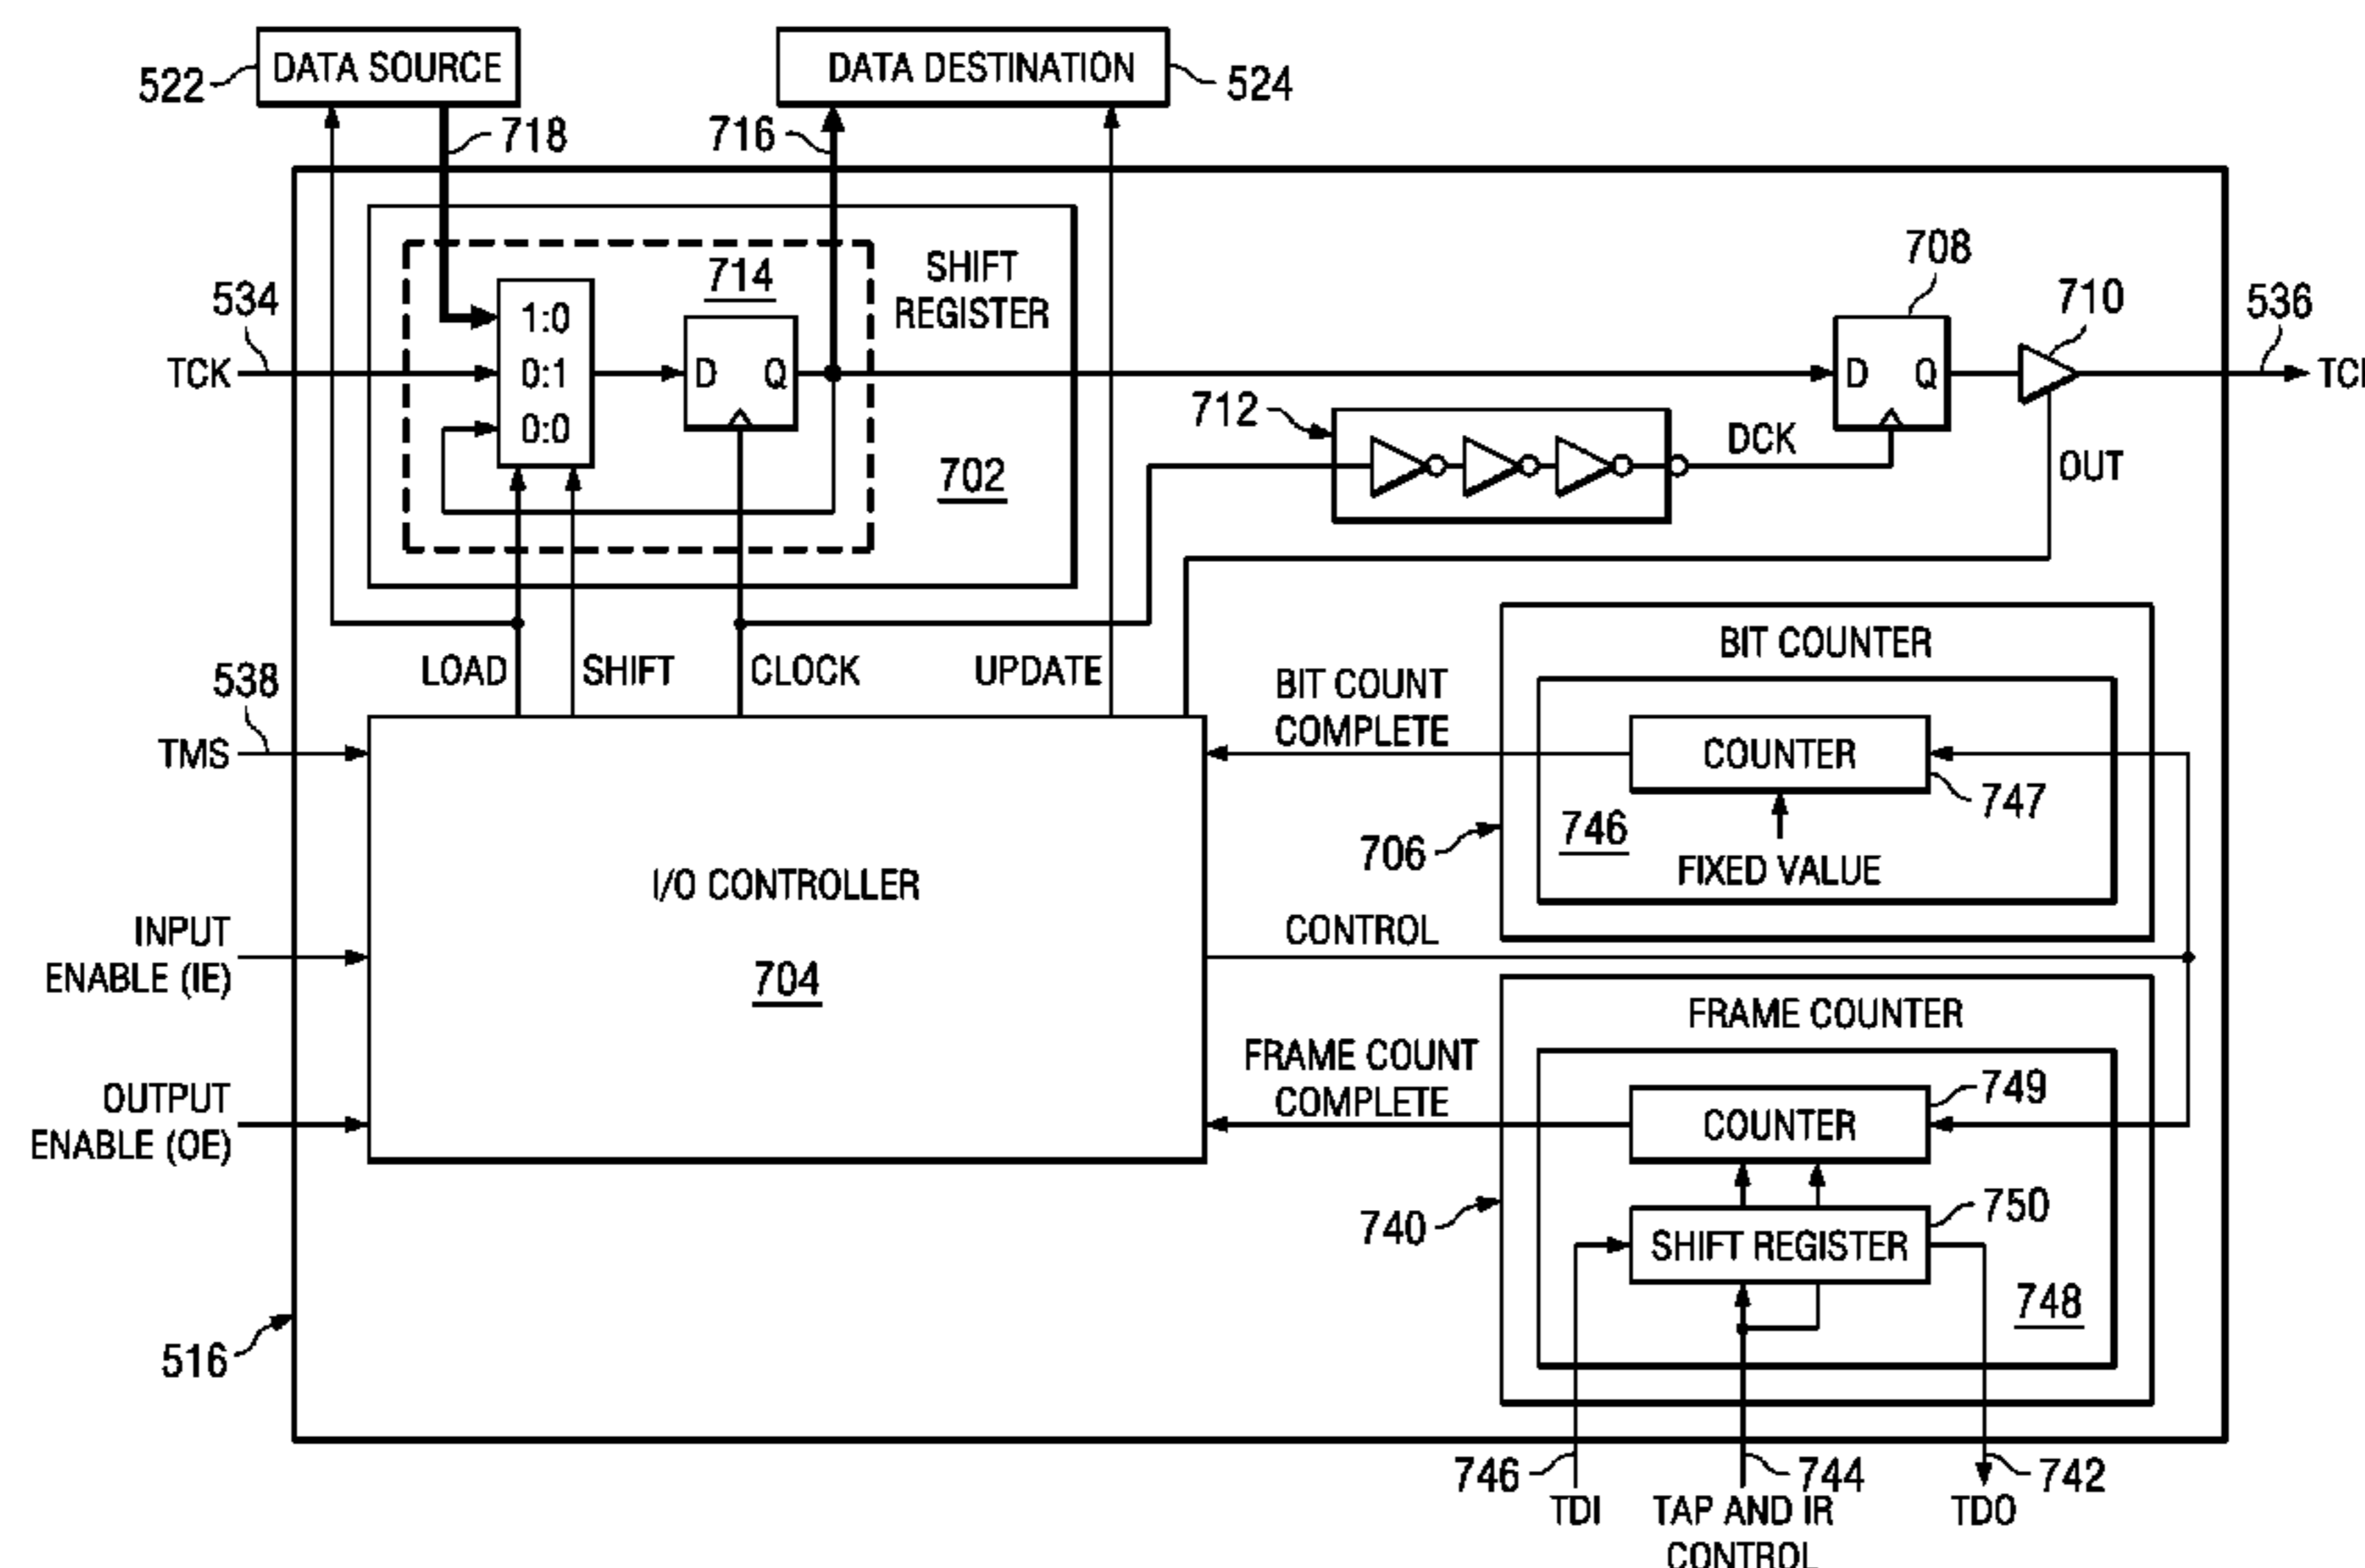 DATA SOURCE
522
DATA DESTINATION
524
718
716
534
TCK
1:0
0:1
0:0
714
D Q
SHIFT
REGISTER
702
708
D Q
710
536
712
DCK
OUT
538
TMS
LOAD
SHIFT
CLOCK
UPDATE
BIT COUNT
COMPLETE
BIT COUNTER
COUNTER
747
746
706
FIXED VALUE
I/O CONTROLLER
704
INPUT
ENABLE (IE)
CONTROL
OUTPUT
ENABLE (OE)
FRAME COUNT
COMPLETE
FRAME COUNTER
COUNTER
749
SHIFT REGISTER
750
740
748
516
746
TDI
744
TAP AND IR
CONTROL
742
TDO